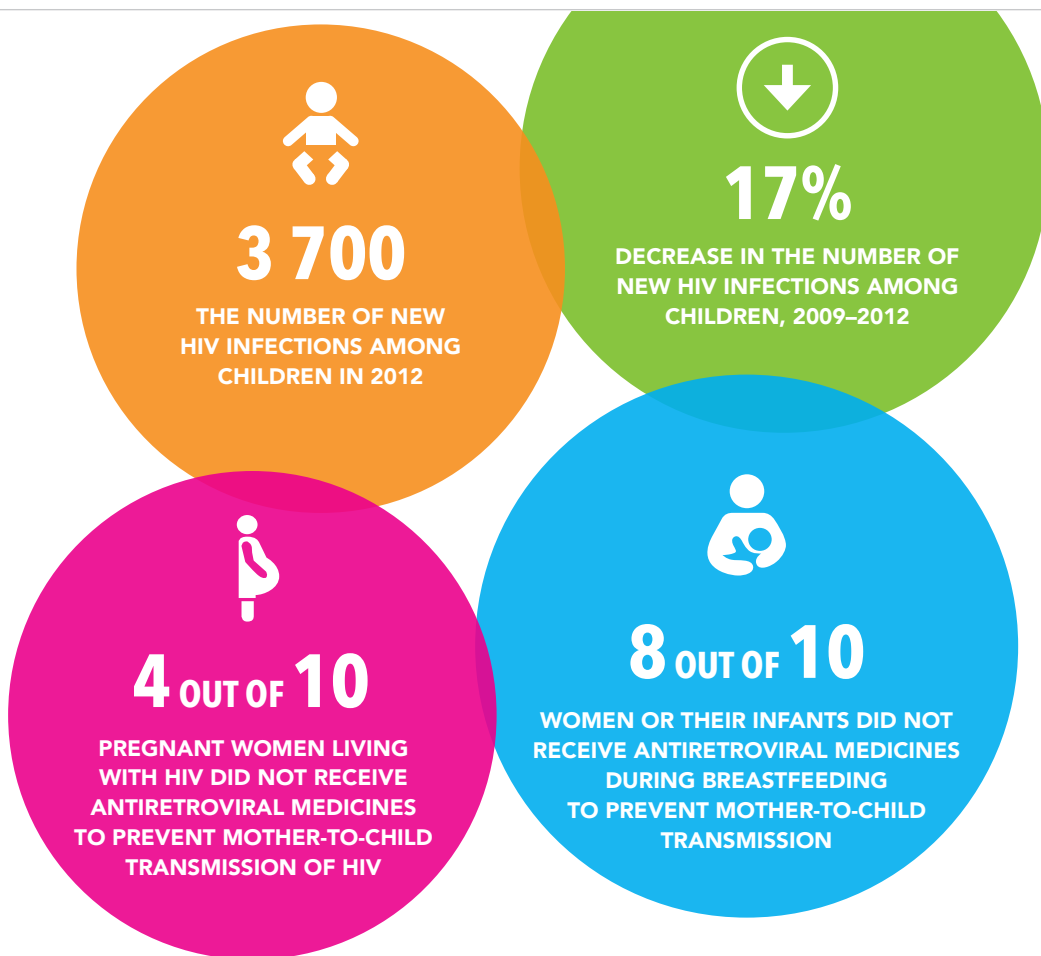 3 700
THE NUMBER OF NEW
HIV INFECTIONS AMONG
CHILDREN IN 2012
17%
DECREASE IN THE NUMBER OF
NEW HIV INFECTIONS AMONG
CHILDREN, 2009–2012
4 OUT OF 10
PREGNANT WOMEN LIVING
WITH HIV DID NOT RECEIVE
ANTIRETROVIRAL MEDICINES
TO PREVENT MOTHER-TO-CHILD
TRANSMISSION OF HIV
8 OUT OF 10
WOMEN OR THEIR INFANTS DID NOT
RECEIVE ANTIRETROVIRAL MEDICINES
DURING BREASTFEEDING
TO PREVENT MOTHER-TO-CHILD
TRANSMISSION